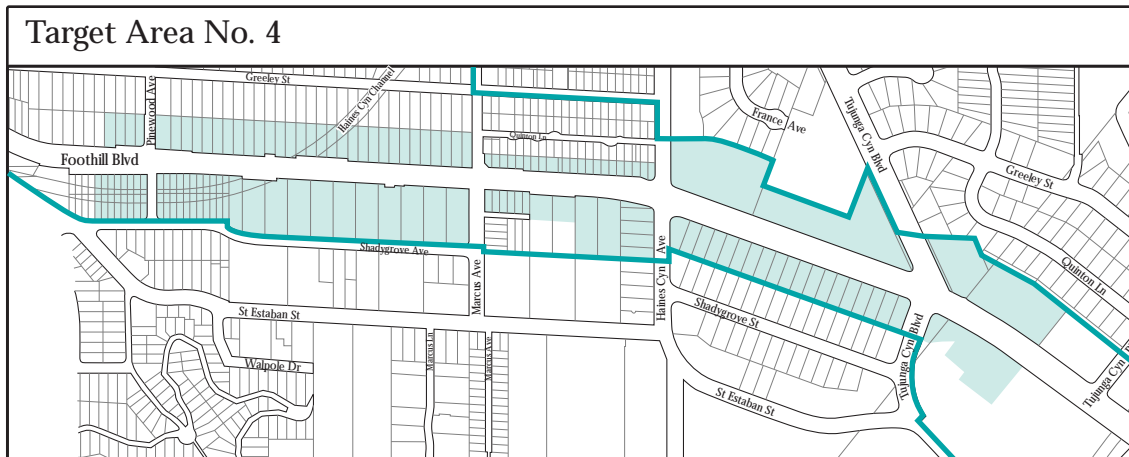 Target Area No. 4
Greeley St
Haines Cyn Channel
Pinewood Ave
Quinton Ln
France Ave
Tujunga Cyn Blvd
Foothill Blvd
Greeley St
Shadygrove Ave
Marcus Ave
Haines Cyn Ave
Quinton Ln
St Estaban St
Shadygrove St
Tujunga Cyn Blvd
Marcus Ln
Marcus Ave
Walpole Dr
St Estaban St
Tujunga Cyn